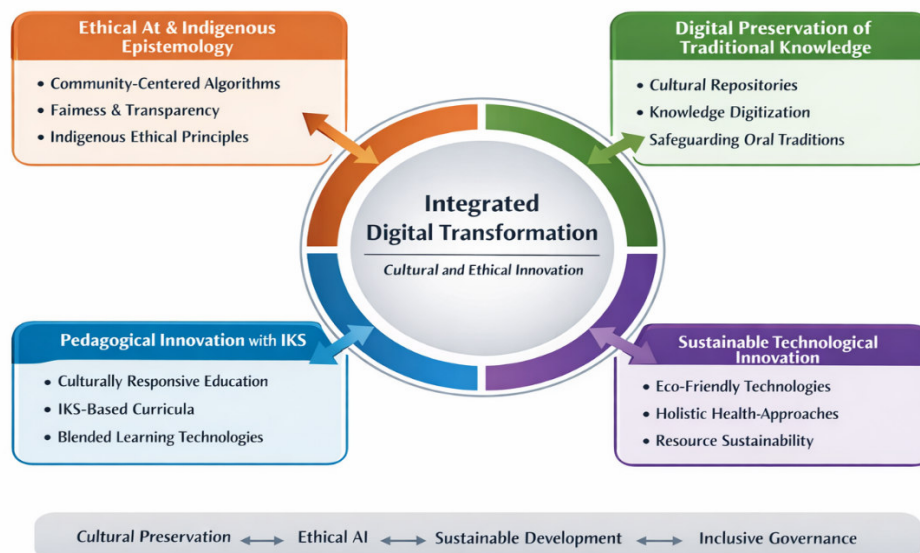 Ethical At & Indigenous
Epistemology
• Community-Centered Algorithms
• Faimess & Transparency
• Indigenous Ethical Principles
Digital Preservation of
Traditional Knowledge
• Cultural Repositories
• Knowledge Digitization
Safeguarding Oral Traditions
Integrated
Digital Transformation
Cultural and Ethical Innovation
Pedagogical Innovation with IKS
• Culturally Responsive Education
• IKS-Based Curricula
• Blended Learning Technologies
Sustainable Technological
Innovation
• Eco-Friendly Technologies
• Holistic Health-Approaches
• Resource Sustainability
Cultural Preservation ⟷ Ethical AI ⟷ Sustainable Development ⟷ Inclusive Governance